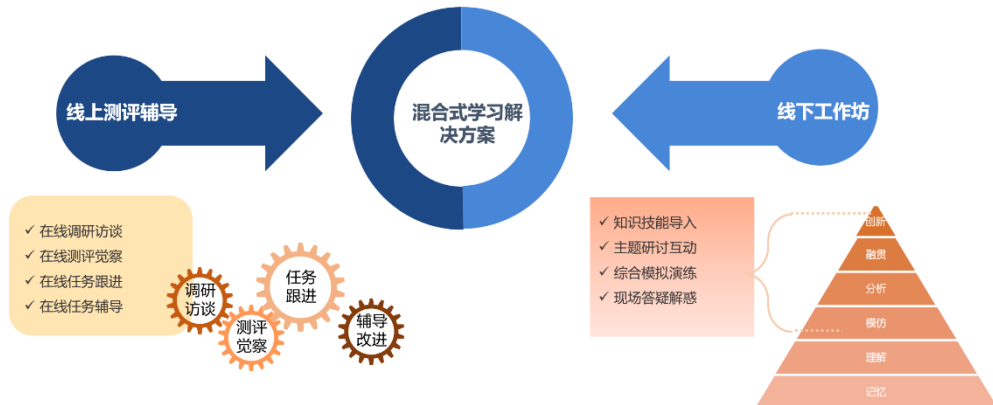 线上测评辅导
混合式学习解
决方案
线下工作坊
✓ 在线调研访谈
✓ 在线测评觉察
✓ 在线任务跟进
✓ 在线任务辅导
调研
访谈
测评
觉察
任务
跟进
辅导
改进
✓ 知识技能导入
✓ 主题研讨互动
✓ 综合模拟演练
✓ 现场答疑解惑
创新
融贯
分析
模仿
理解
记忆